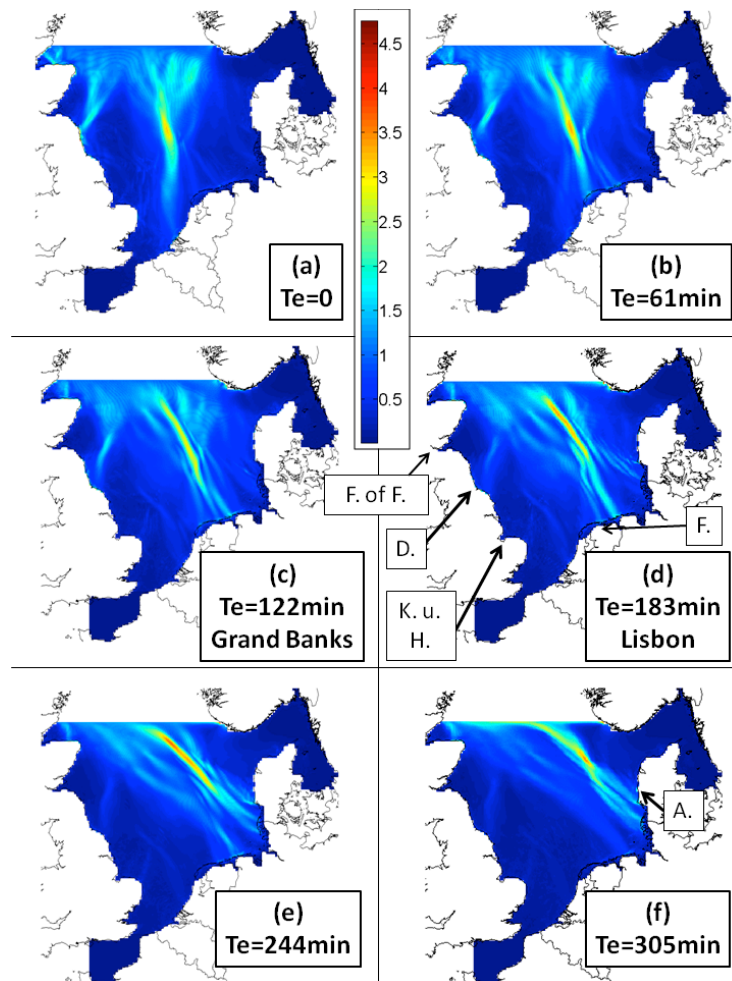 4.5
4
3.5
3
2.5
2
1.5
1
0.5
(a)
Te=0
(b)
Te=61min
(c)
Te=122min
Grand Banks
F. of F.
D.
K. u.
H.
F.
(d)
Te=183min
Lisbon
(e)
Te=244min
A.
(f)
Te=305min